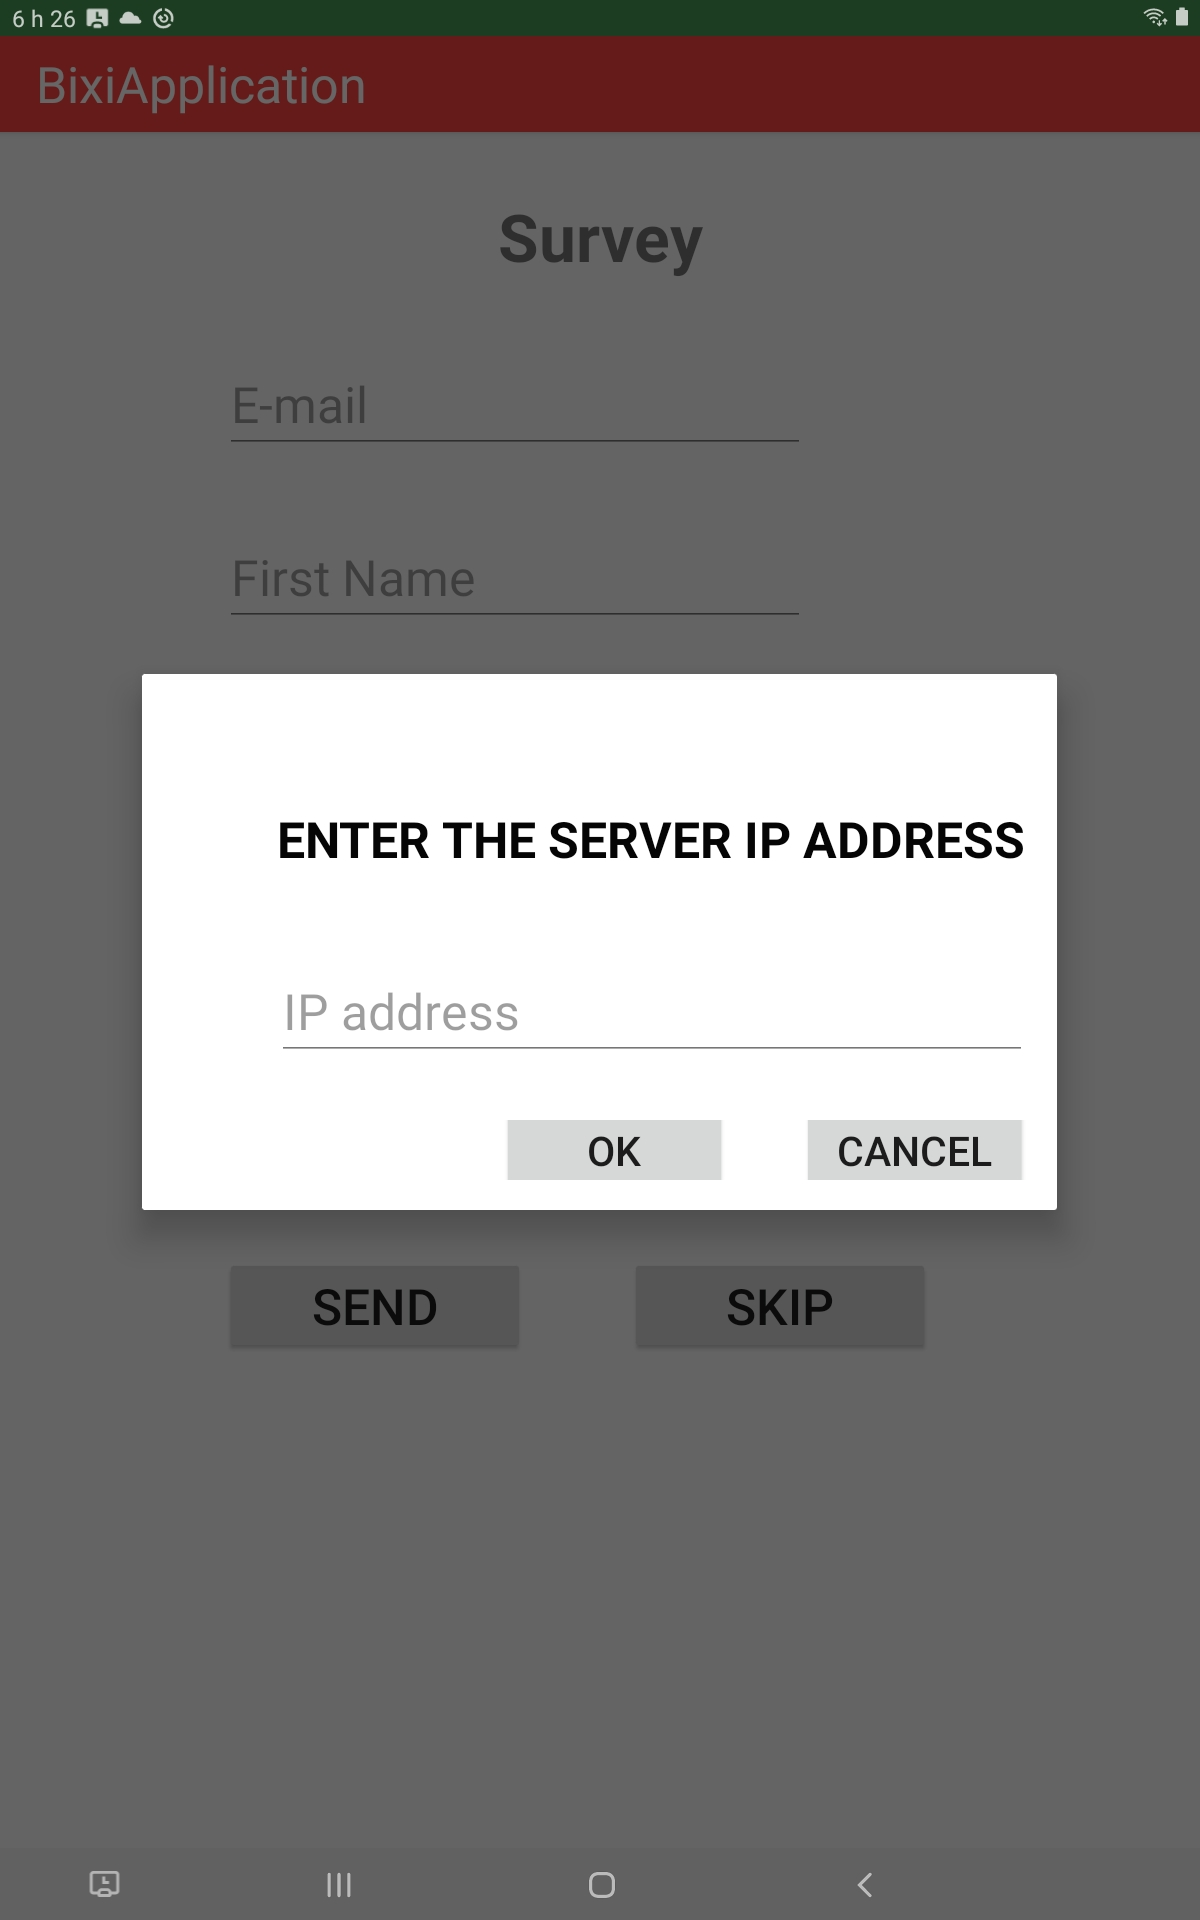 6 h 26
BixiApplication
Survey
E-mail
First Name
ENTER THE SERVER IP ADDRESS
IP address
OK CANCEL
SEND SKIP